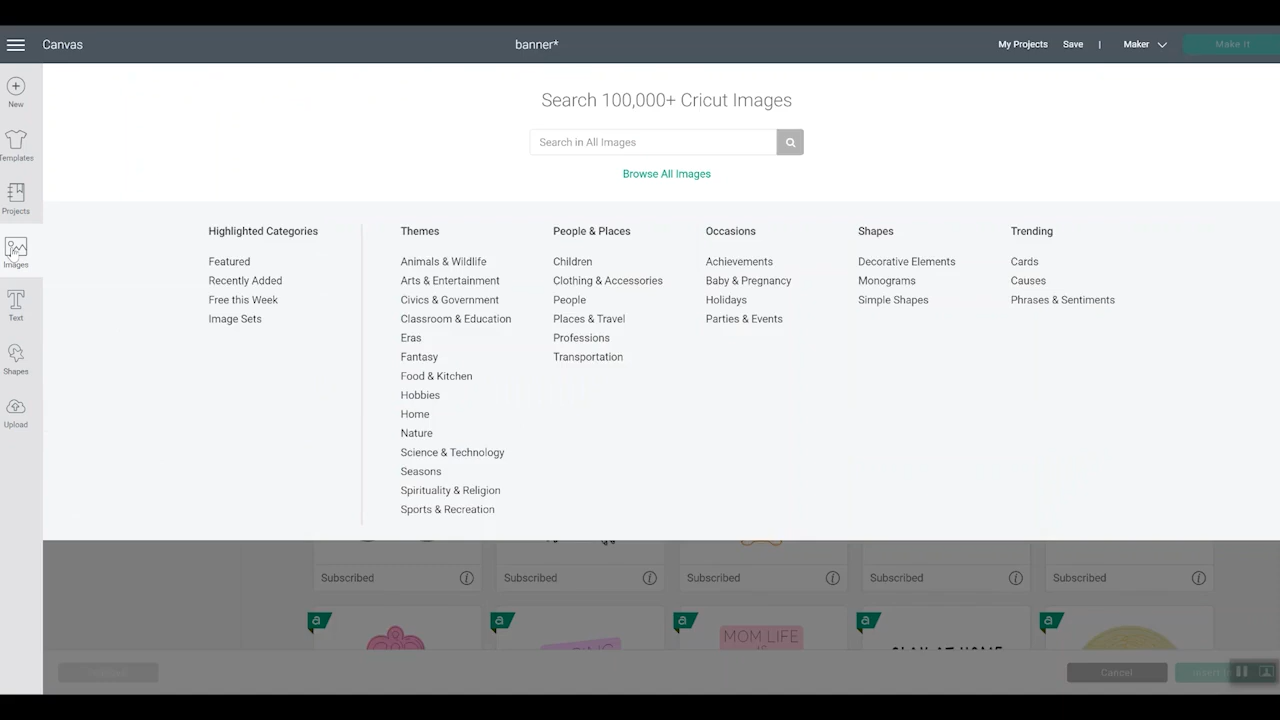 Canvas
banner*
My Projects
Save
|
Maker
Make It
New
Templates
Projects
Images
Text
Shapes
Upload
Search 100,000+ Cricut Images
Search in All Images
Browse All Images
Highlighted Categories
Featured
Recently Added
Free this Week
Image Sets
Themes
Animals & Wildlife
Arts & Entertainment
Civics & Government
Classroom & Education
Eras
Fantasy
Food & Kitchen
Hobbies
Home
Nature
Science & Technology
Seasons
Spirituality & Religion
Sports & Recreation
People & Places
Children
Clothing & Accessories
People
Places & Travel
Professions
Transportation
Occasions
Achievements
Baby & Pregnancy
Holidays
Parties & Events
Shapes
Decorative Elements
Monograms
Simple Shapes
Trending
Cards
Causes
Phrases & Sentiments
Subscribed
Subscribed
Subscribed
Subscribed
Subscribed
a
a
a
MOM LIFE
a
a
Cancel